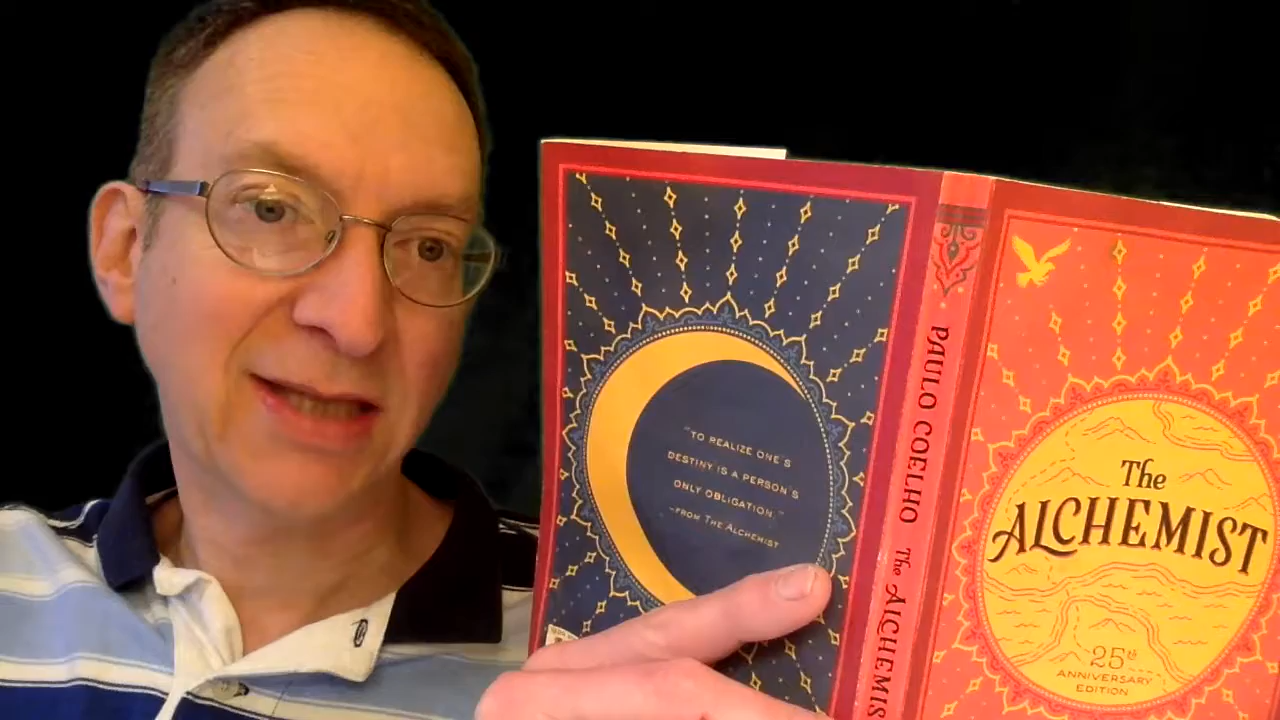 "TO REALIZE ONE'S
DESTINY IS A PERSON'S
ONLY OBLIGATION."
—FROM THE ALCHEMIST
PAULO COELHO The ALCHEMIS
The
ALCHEMIST
25th
ANNIVERSARY
EDITION